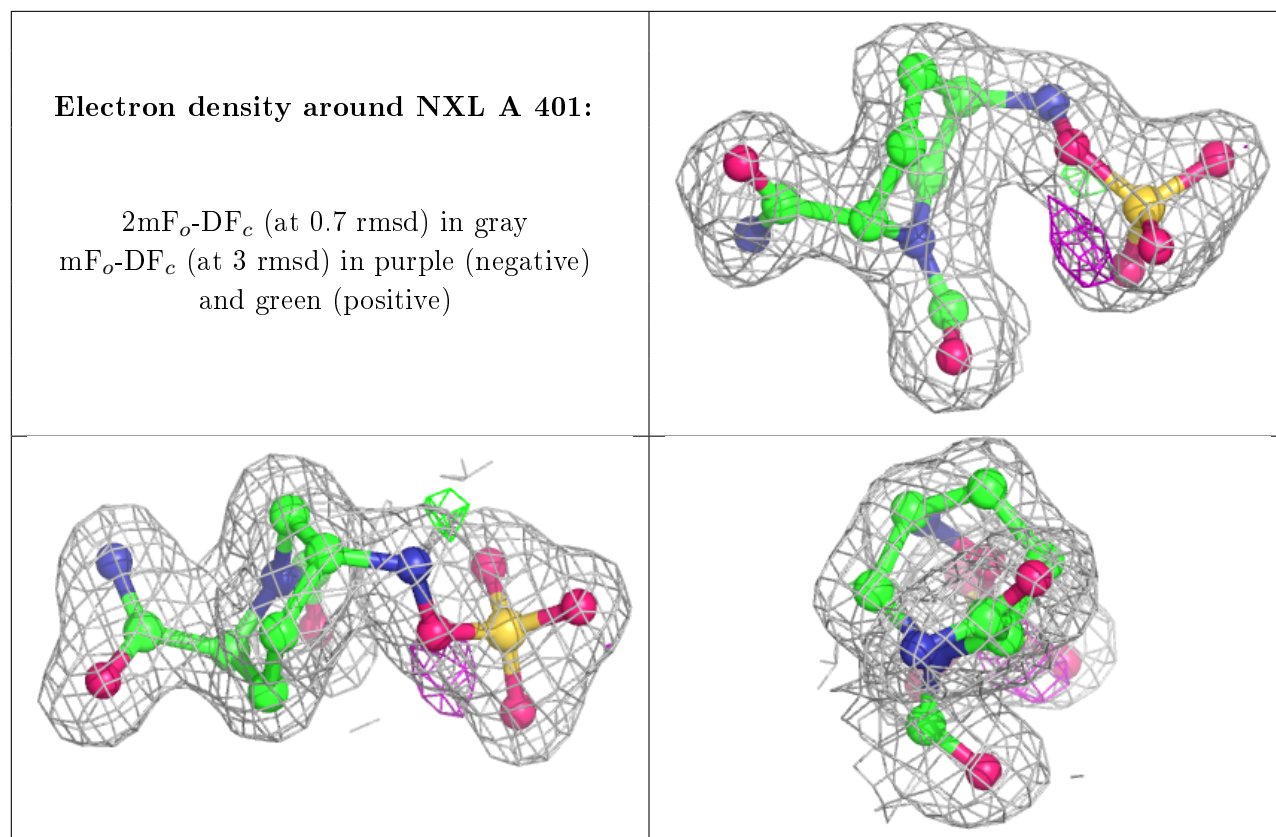 Electron density around NXL A 401:
2mFo-DFc (at 0.7 rmsd) in gray
mFo-DFc (at 3 rmsd) in purple (negative)
and green (positive)